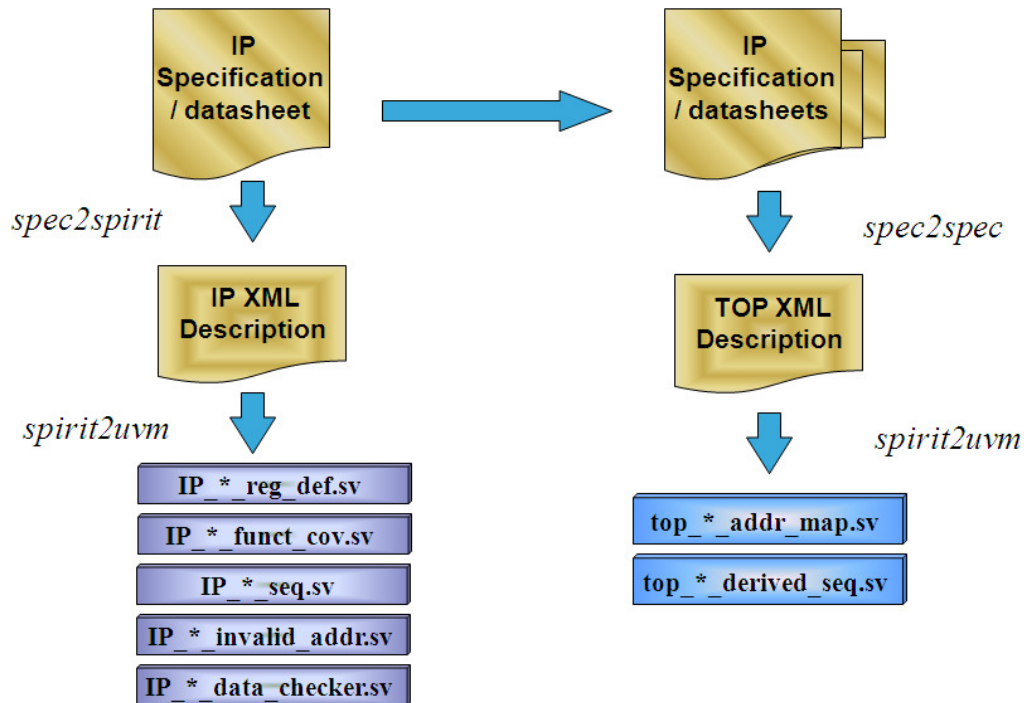 IP
Specification
/ datasheet
IP
Specification
/ datasheets
spec2spirit
spec2spec
IP XML
Description
TOP XML
Description
spirit2uvm
spirit2uvm
IP_*_reg_def.sv
IP_*_funct_cov.sv
IP_*_seq.sv
IP_*_invalid_addr.sv
IP_*_data_checker.sv
top_*_addr_map.sv
top_*_derived_seq.sv